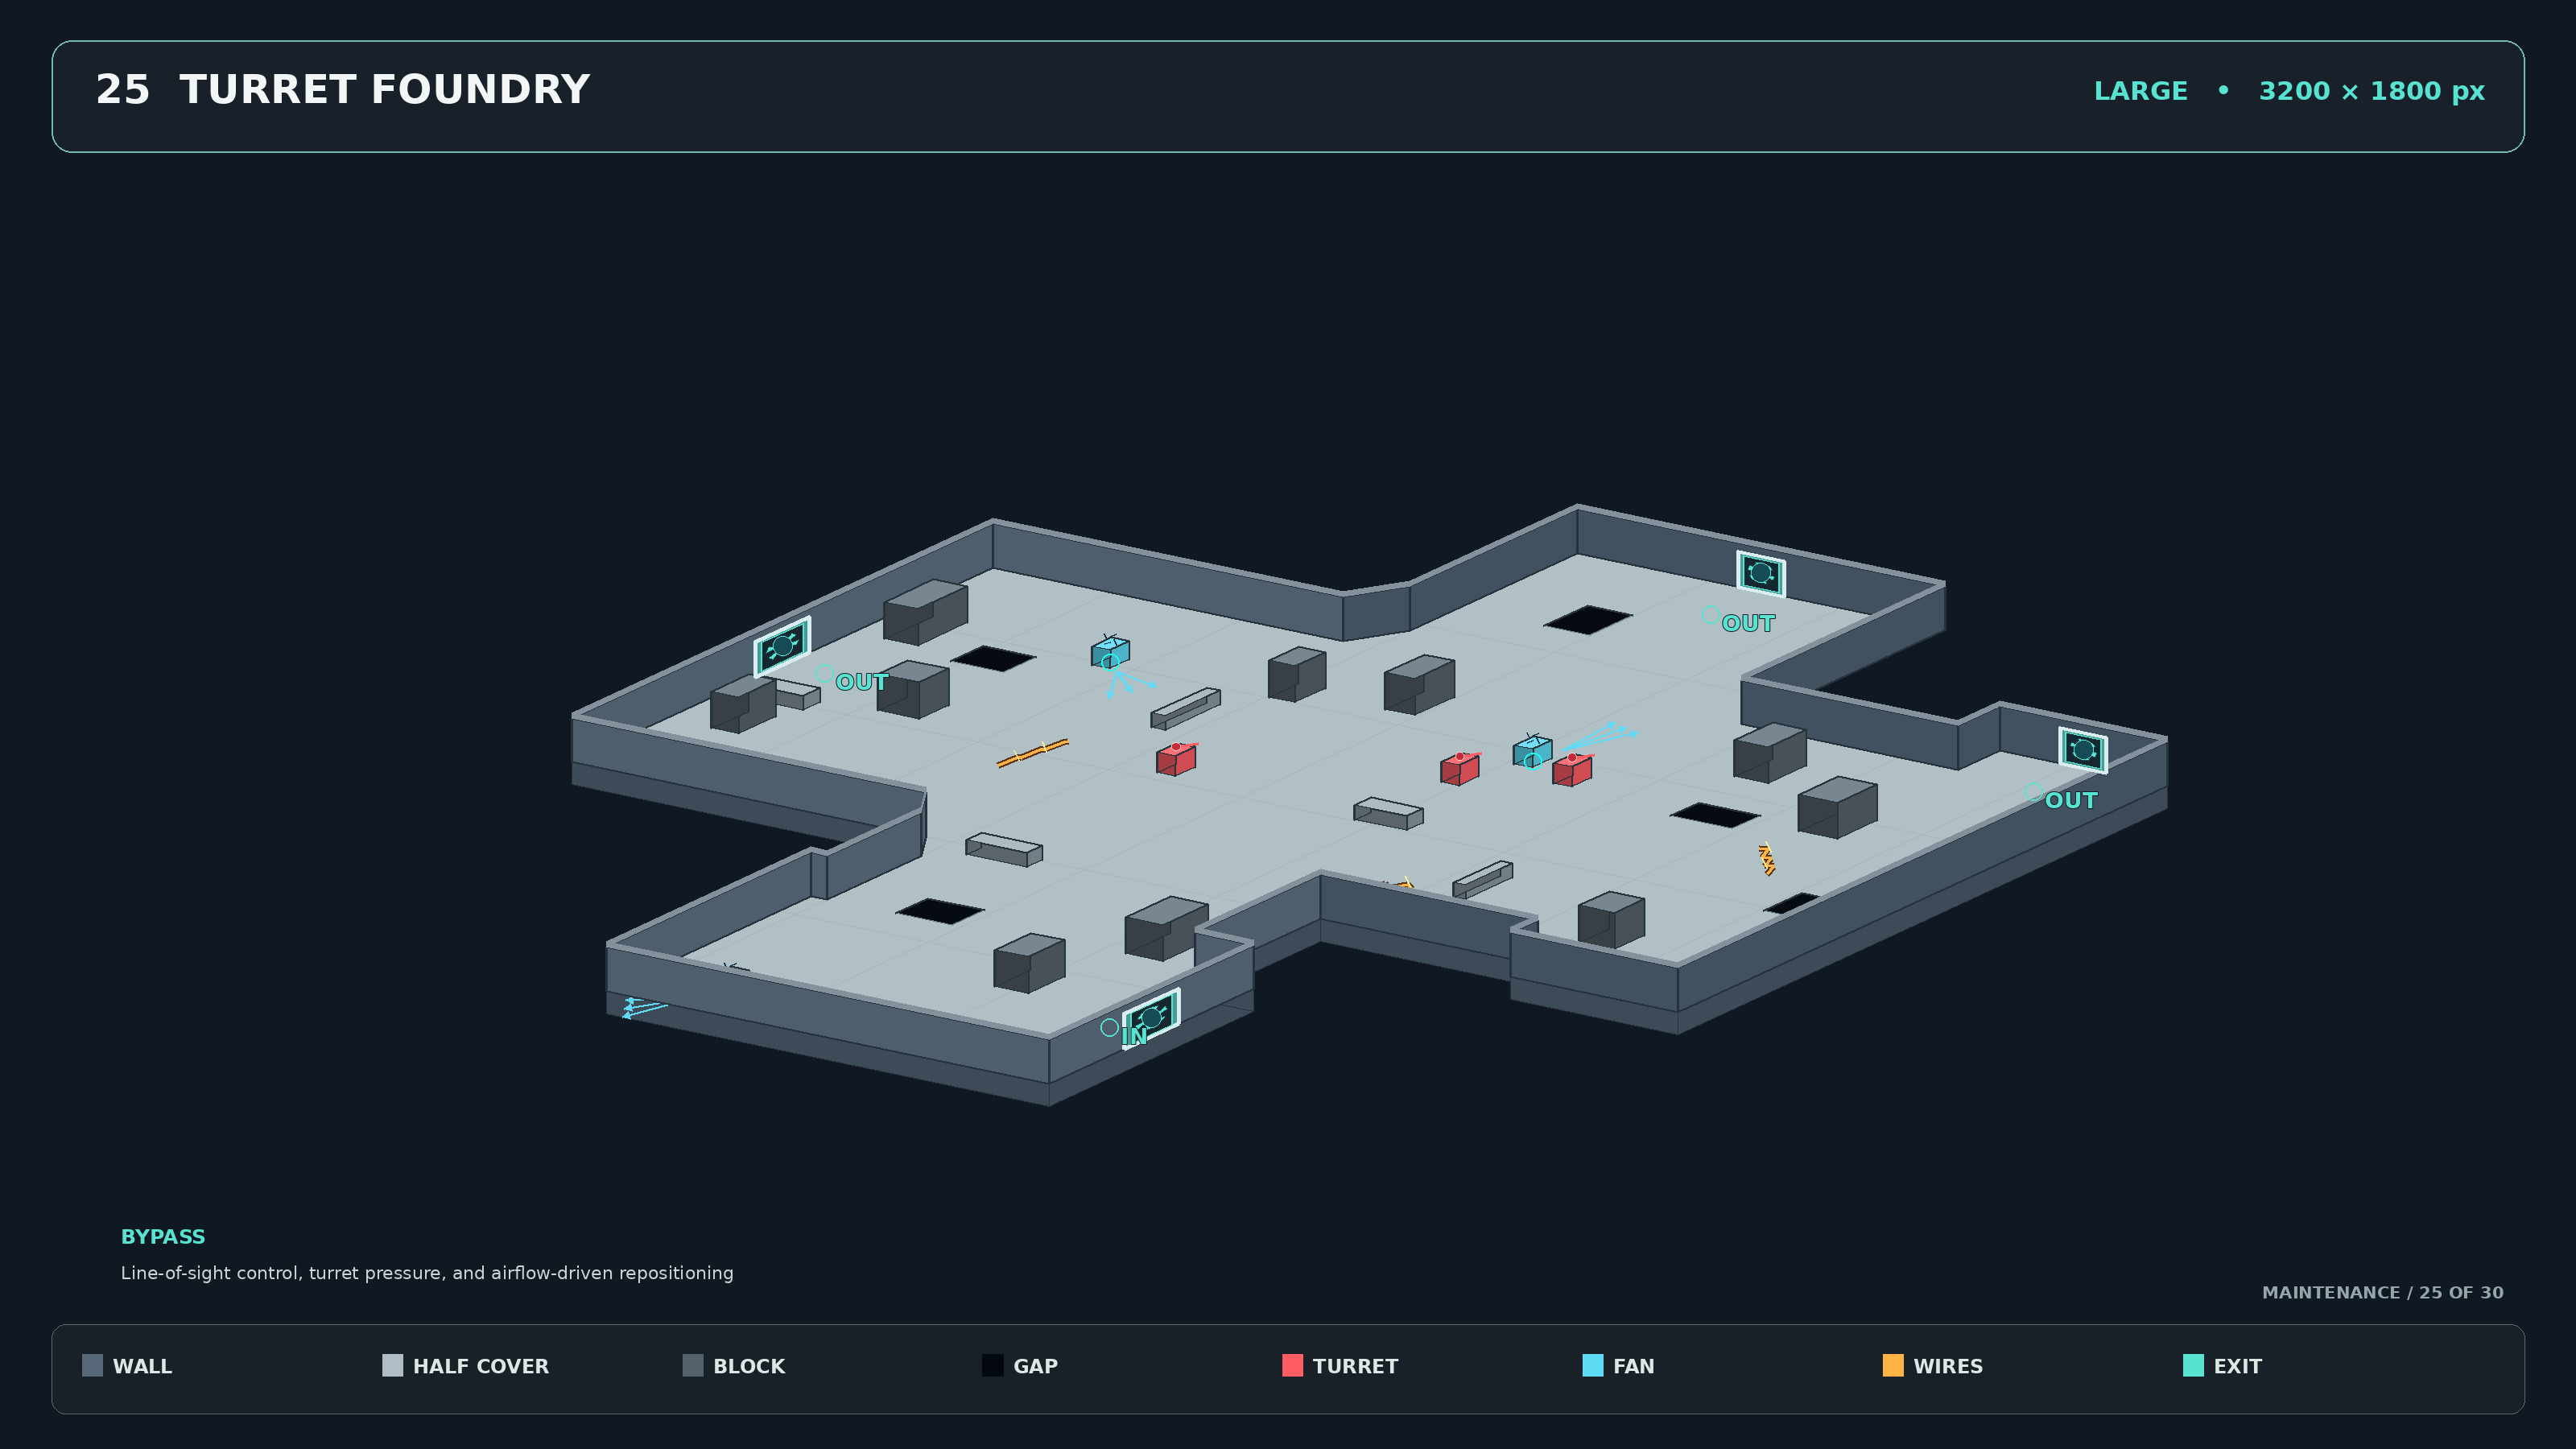 25 TURRET FOUNDRY
LARGE • 3200 × 1800 px
OUT
OUT
OUT
IN
BYPASS
Line-of-sight control, turret pressure, and airflow-driven repositioning
MAINTENANCE / 25 OF 30
WALL
HALF COVER
BLOCK
GAP
TURRET
FAN
WIRES
EXIT